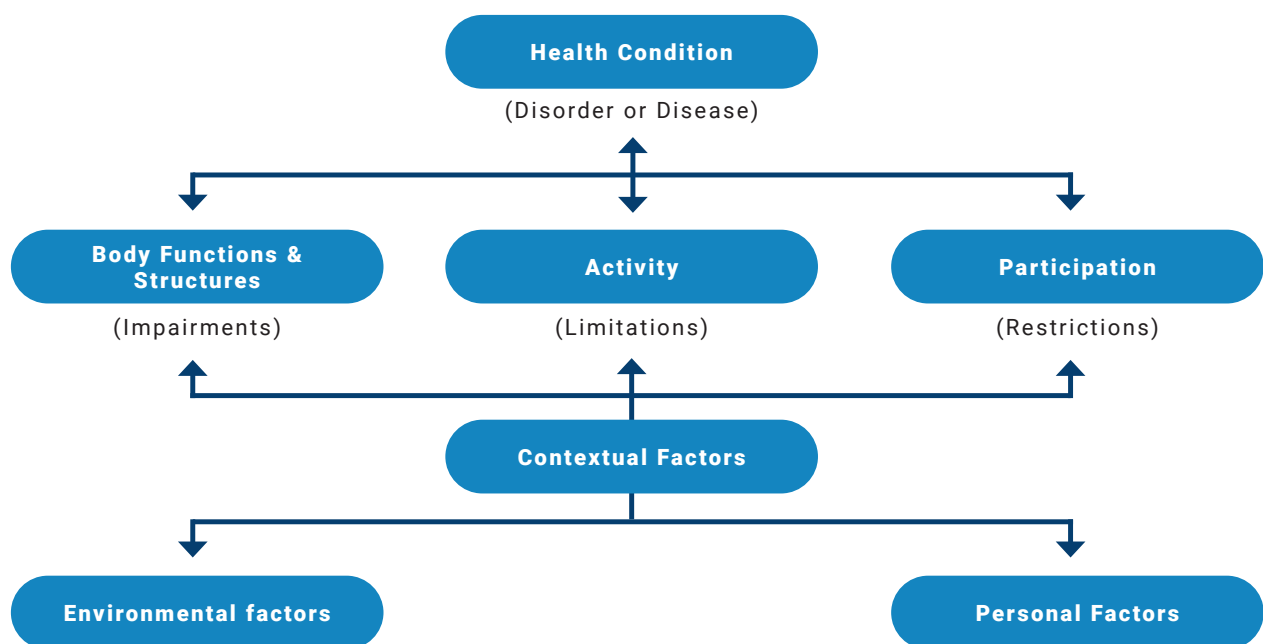 Health Condition
(Disorder or Disease)
Body Functions &
Structures
Activity
Participation
(Impairments)
(Limitations)
(Restrictions)
Contextual Factors
Environmental factors
Personal Factors